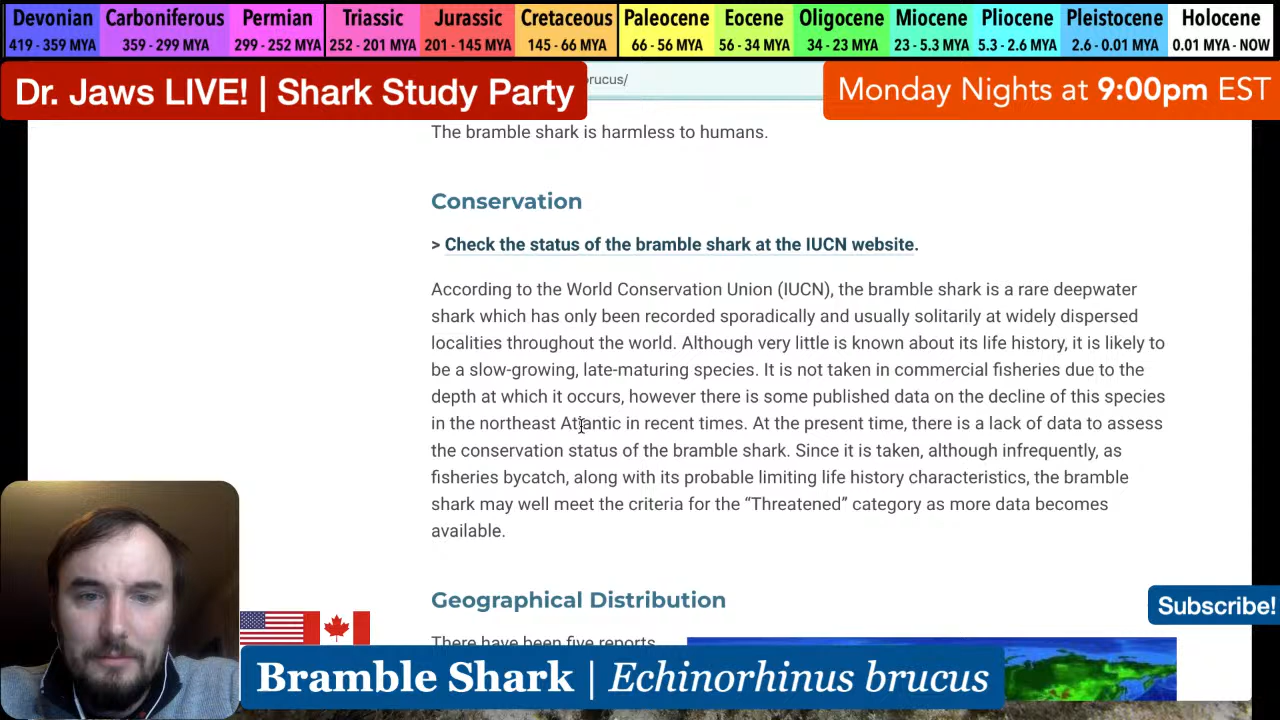 Devonian Carboniferous Permian Triassic Jurassic Cretaceous Paleocene Eocene Oligocene Miocene Pliocene Pleistocene Holocene
419 - 359 MYA 359 - 299 MYA 299 - 252 MYA 252 - 201 MYA 201 - 145 MYA 145 - 66 MYA 66 - 56 MYA 56 - 34 MYA 34 - 23 MYA 23 - 5.3 MYA 5.3 - 2.6 MYA 2.6 - 0.01 MYA 0.01 MYA - NOW
Dr. Jaws LIVE! | Shark Study Party
brucus/
Monday Nights at 9:00pm EST
The bramble shark is harmless to humans.
Conservation
> Check the status of the bramble shark at the IUCN website.
According to the World Conservation Union (IUCN), the bramble shark is a rare deepwater
shark which has only been recorded sporadically and usually solitarily at widely dispersed
localities throughout the world. Although very little is known about its life history, it is likely to
be a slow-growing, late-maturing species. It is not taken in commercial fisheries due to the
depth at which it occurs, however there is some published data on the decline of this species
in the northeast Atlantic in recent times. At the present time, there is a lack of data to assess
the conservation status of the bramble shark. Since it is taken, although infrequently, as
fisheries bycatch, along with its probable limiting life history characteristics, the bramble
shark may well meet the criteria for the “Threatened” category as more data becomes
available.
Geographical Distribution
There have been five reports
Subscribe!
Bramble Shark | Echinorhinus brucus